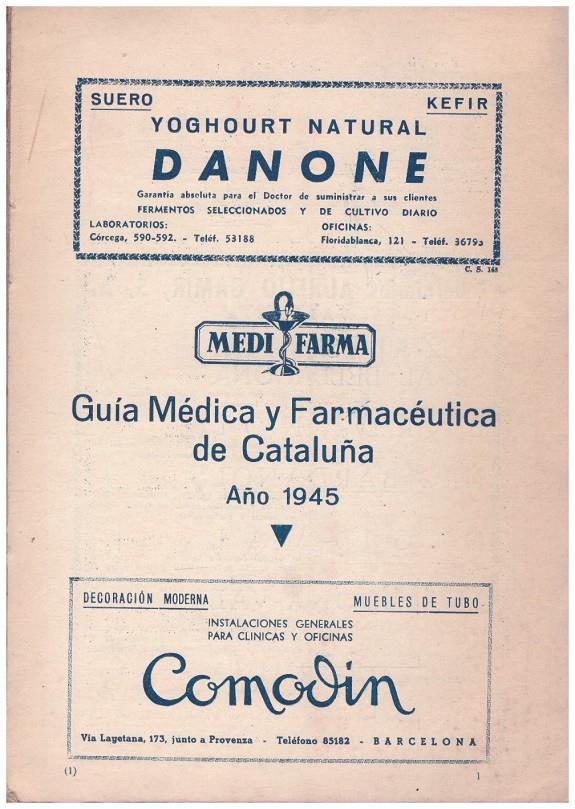 SUERO
KEFIR
YOGHOURT NATURAL
DANONE
Garantía absoluta para el Doctor de suministrar a sus clientes
FERMENTOS SELECCIONADOS Y DE CULTIVO DIARIO
LABORATORIOS:
OFICINAS:
Córcega, 590-592. - Teléf. 53188
Floridablanca, 121 - Teléf. 36793
C. S. 148
MEDI FARMA
Guía Médica y Farmacéutica
de Cataluña
Año 1945
DECORACIÓN MODERNA
MUEBLES DE TUBO
INSTALACIONES GENERALES
PARA CLINICAS Y OFICINAS
Comodin
Vía Layetana, 173, junto a Provenza - Teléfono 85182 - BARCELONA
(1)
1